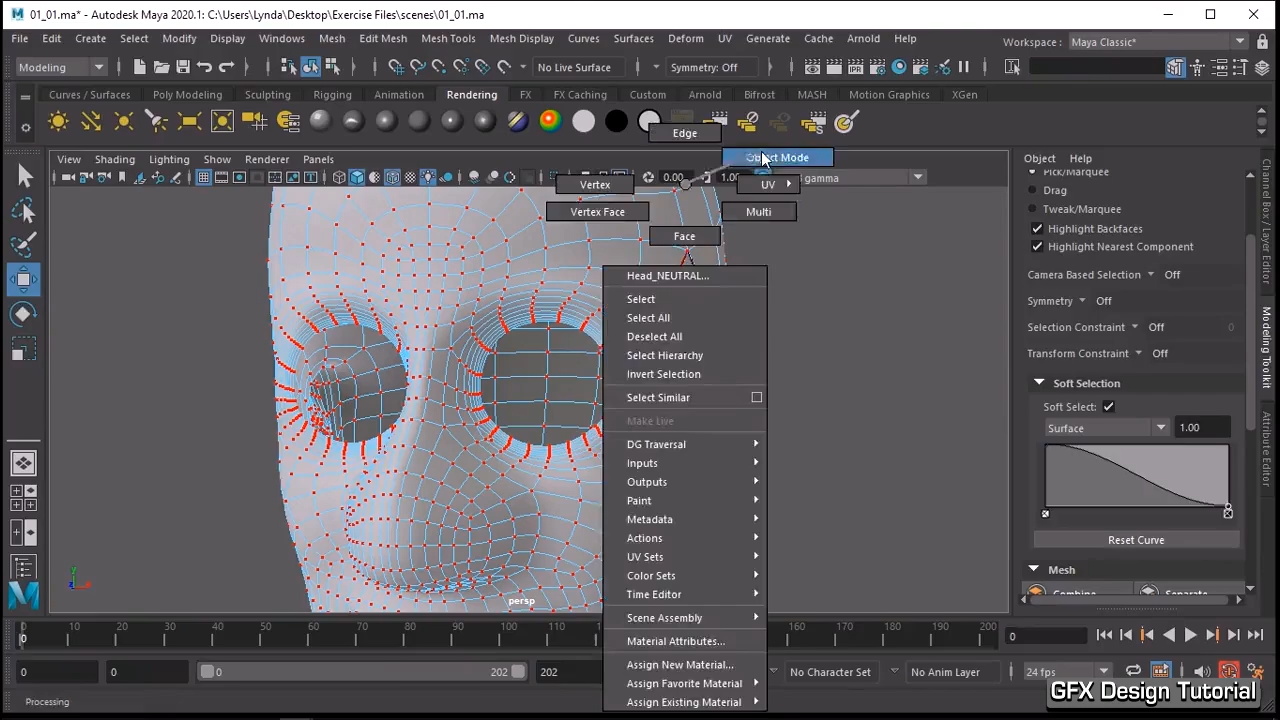 01_01.ma* - Autodesk Maya 2020.1: C:\Users\Lynda\Desktop\Exercise Files\scenes\01_01.ma
File Edit Create Select Modify Display Windows Mesh Edit Mesh Mesh Tools Mesh Display Curves Surfaces Deform UV Generate Cache Arnold Help
Workspace : Maya Classic*
Modeling
No Live Surface
Symmetry: Off
Curves / Surfaces Poly Modeling Sculpting Rigging Animation Rendering FX FX Caching Custom Arnold Bifrost MASH Motion Graphics XGen
View Shading Lighting Show Renderer Panels
0.00
1.00
gamma
Edge
Object Mode
Vertex
UV
Vertex Face
Multi
Face
Head_NEUTRAL...
Select
Select All
Deselect All
Select Hierarchy
Invert Selection
Select Similar
Make Live
DG Traversal
Inputs
Outputs
Paint
Metadata
Actions
UV Sets
Color Sets
Time Editor
Scene Assembly
Material Attributes...
Assign New Material...
Assign Favorite Material
Assign Existing Material
persp
Object Help
Pick/Marquee
Drag
Tweak/Marquee
Highlight Backfaces
Highlight Nearest Component
Camera Based Selection Off
Symmetry Off
Selection Constraint Off 0
Transform Constraint Off
Soft Selection
Soft Select:
Surface 1.00
Reset Curve
Mesh
Combine Separate
Channel Box / Layer Editor
Modeling Toolkit
Attribute Editor
0 10 20 30 40 50 60 70 80 90 100 110 160 170 180 190 200
0
0
0 0 0 202 202
No Character Set
No Anim Layer
24 fps
Processing
GFX Design Tutorial